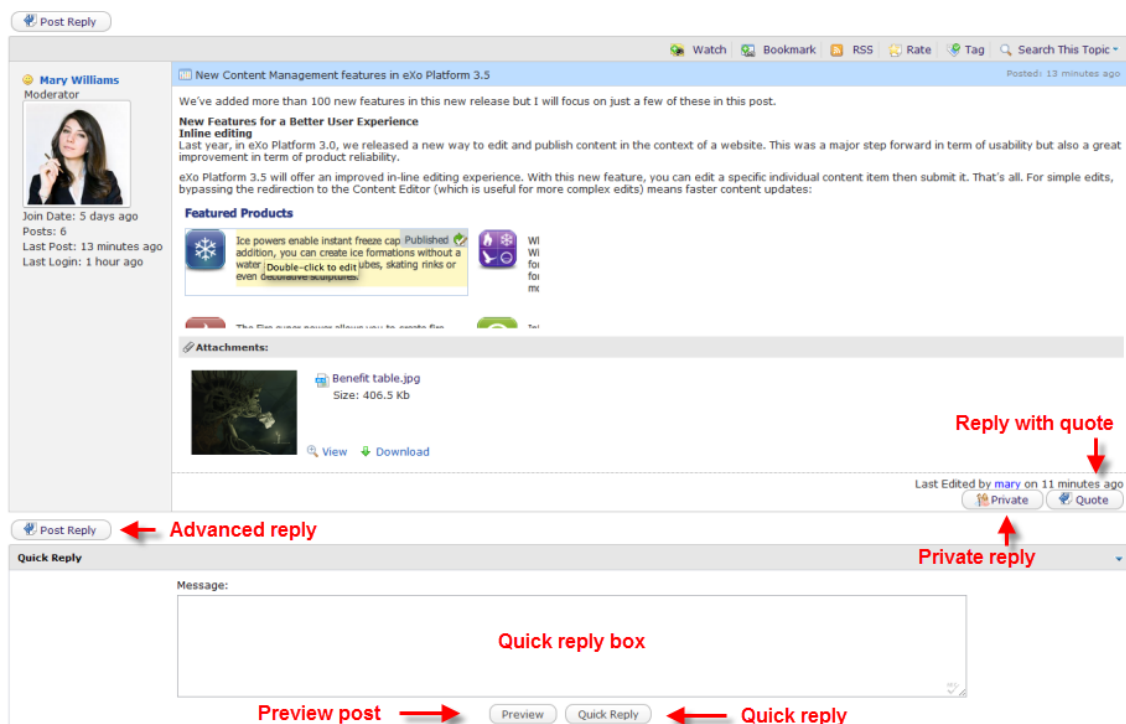 Post Reply
Watch Bookmark RSS Rate Tag Search This Topic
Mary Williams
Moderator
Join Date: 5 days ago
Posts: 6
Last Post: 13 minutes ago
Last Login: 1 hour ago
New Content Management features in eXo Platform 3.5 Posted: 13 minutes ago
We've added more than 100 new features in this new release but I will focus on just a few of these in this post.
New Features for a Better User Experience
Inline editing
Last year, in eXo Platform 3.0, we released a new way to edit and publish content in the context of a website. This was a major step forward in term of usability but also a great
improvement in term of product reliability.
eXo Platform 3.5 will offer an improved in-line editing experience. With this new feature, you can edit a specific individual content item then submit it. That's all. For simple edits,
bypassing the redirection to the Content Editor (which is useful for more complex edits) means faster content updates:
Featured Products
Ice powers enable instant freeze cap Published
addition, you can create ice formations without a
water Double-click to edit ubes, skating rinks or
even decorative sculptures.
Wi
for
The Fire super power allows you to create fire
Attachments:
Benefit table.jpg
Size: 406.5 Kb
View Download
Reply with quote
Last Edited by mary on 11 minutes ago
Private Quote
Post Reply Advanced reply
Private reply
Quick Reply
Message:
Quick reply box
Preview post Preview Quick Reply Quick reply